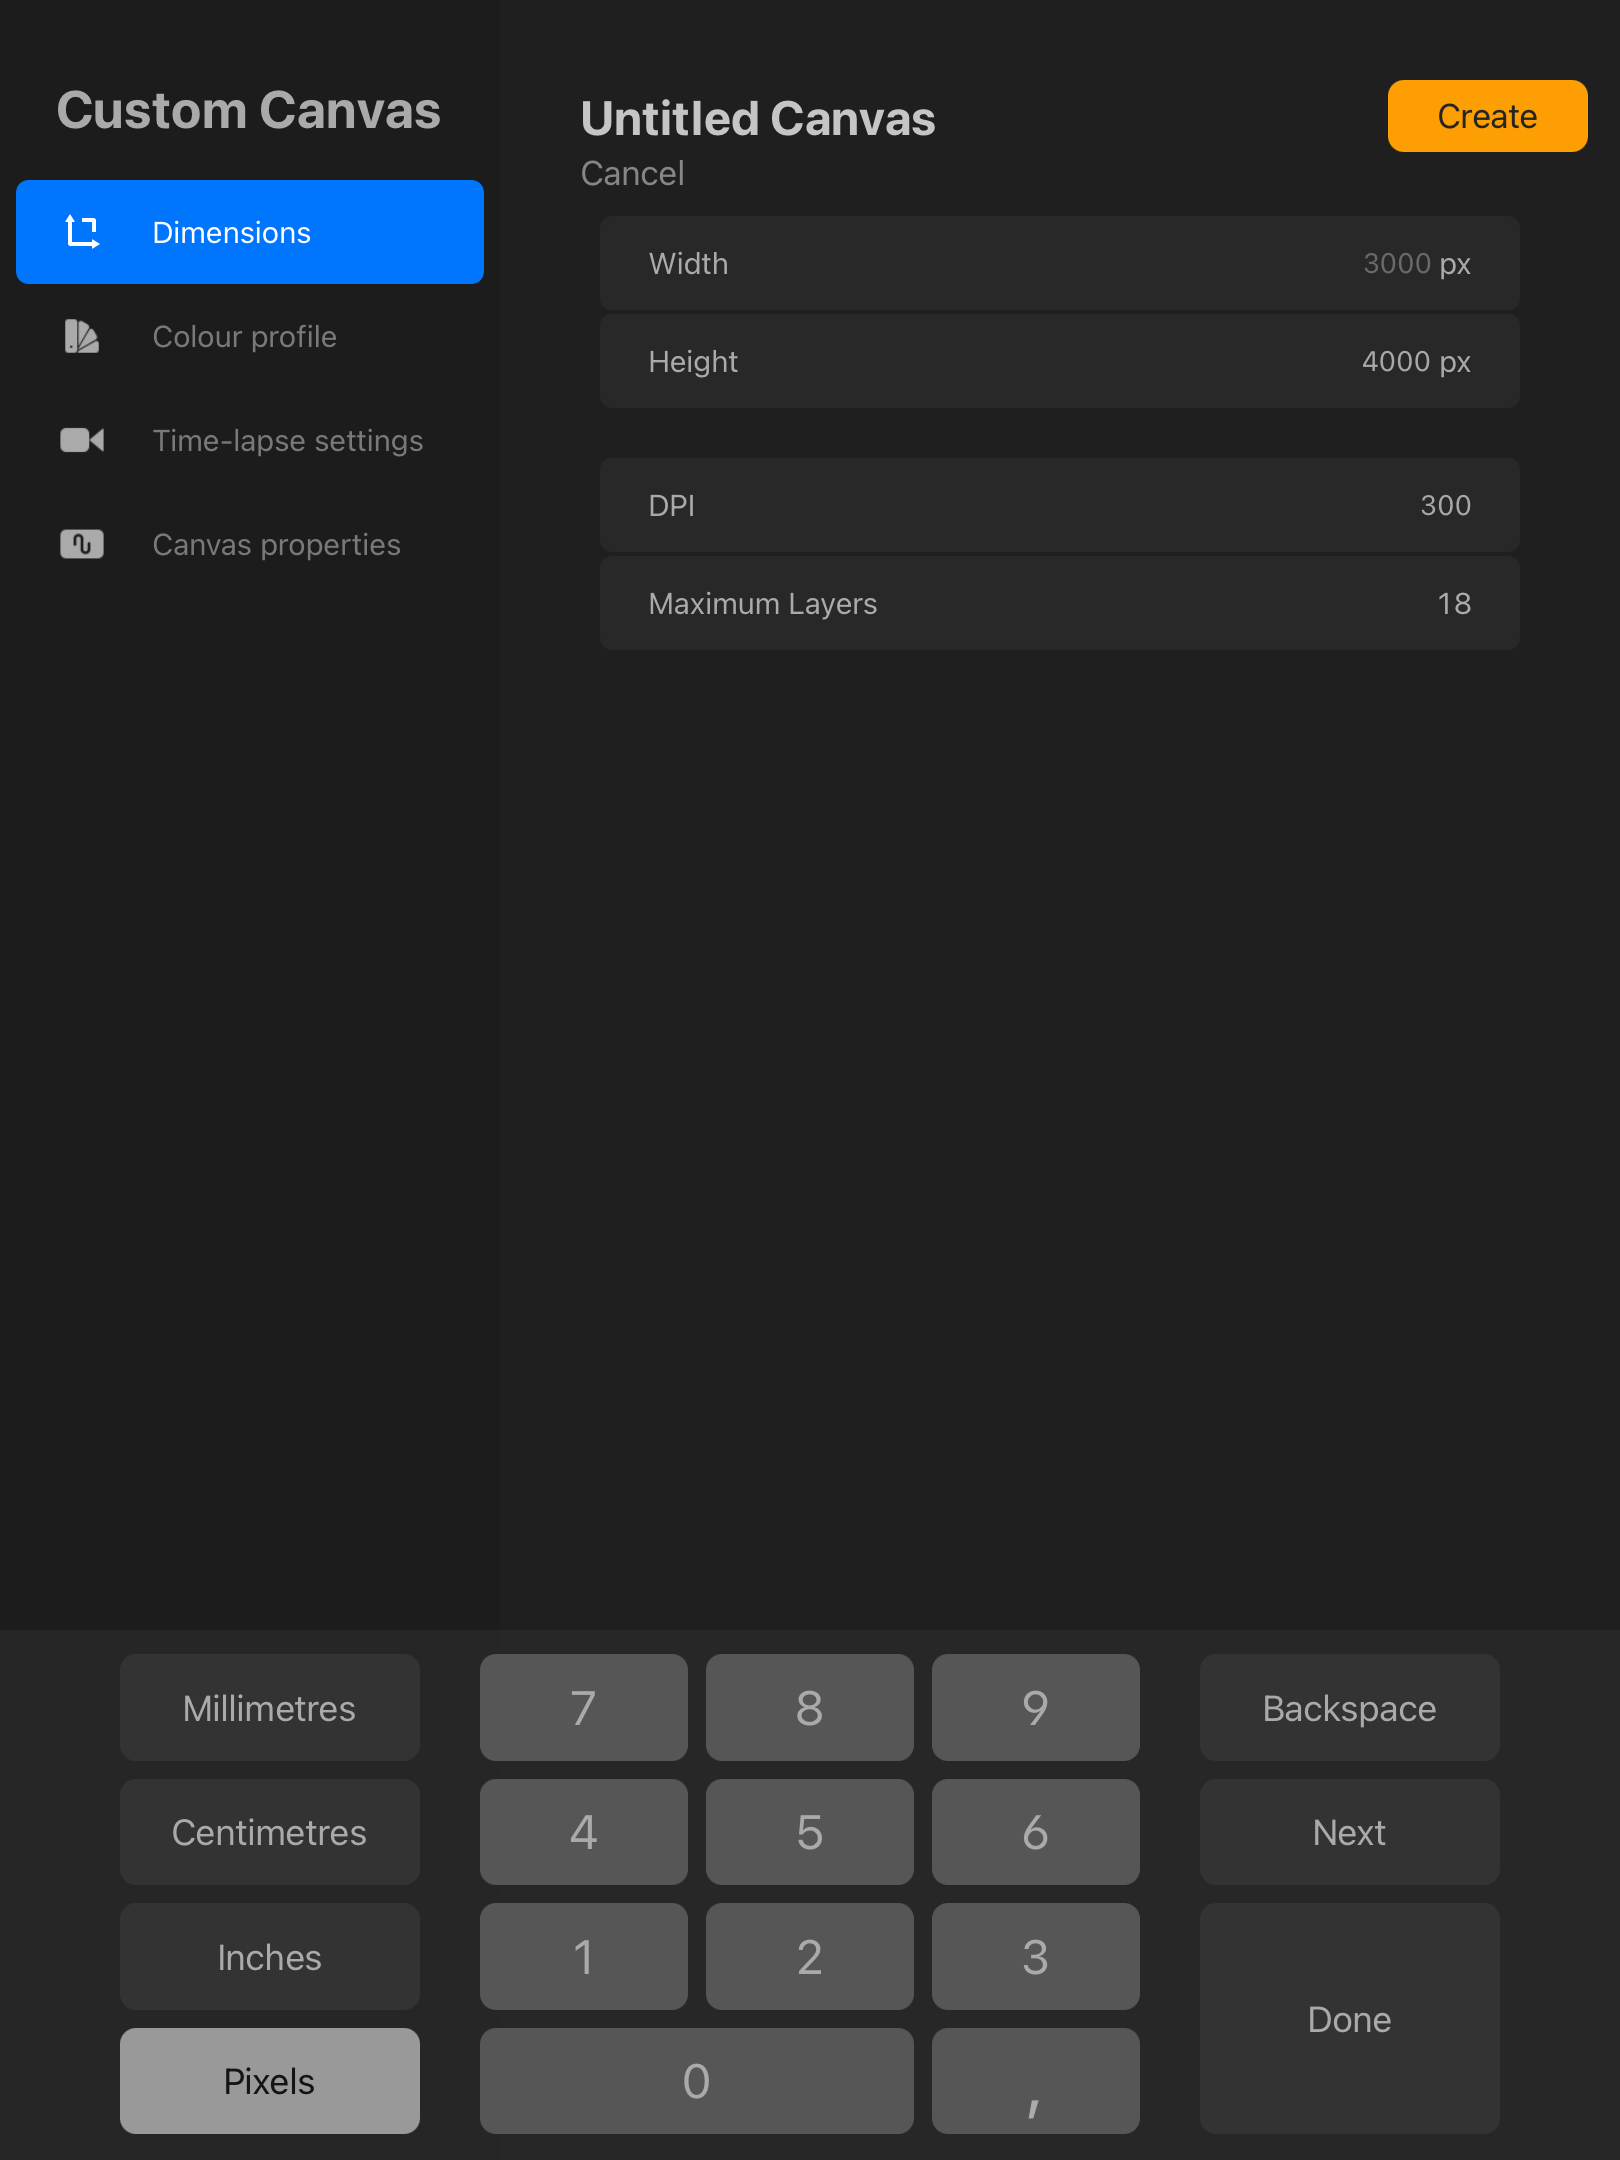 Custom Canvas
Dimensions
Colour profile
Time-lapse settings
Canvas properties
Untitled Canvas
Cancel
Create
Width 3000 px
Height 4000 px
DPI 300
Maximum Layers 18
Millimetres 7 8 9 Backspace
Centimetres 4 5 6 Next
Inches 1 2 3
Done
Pixels 0 ,